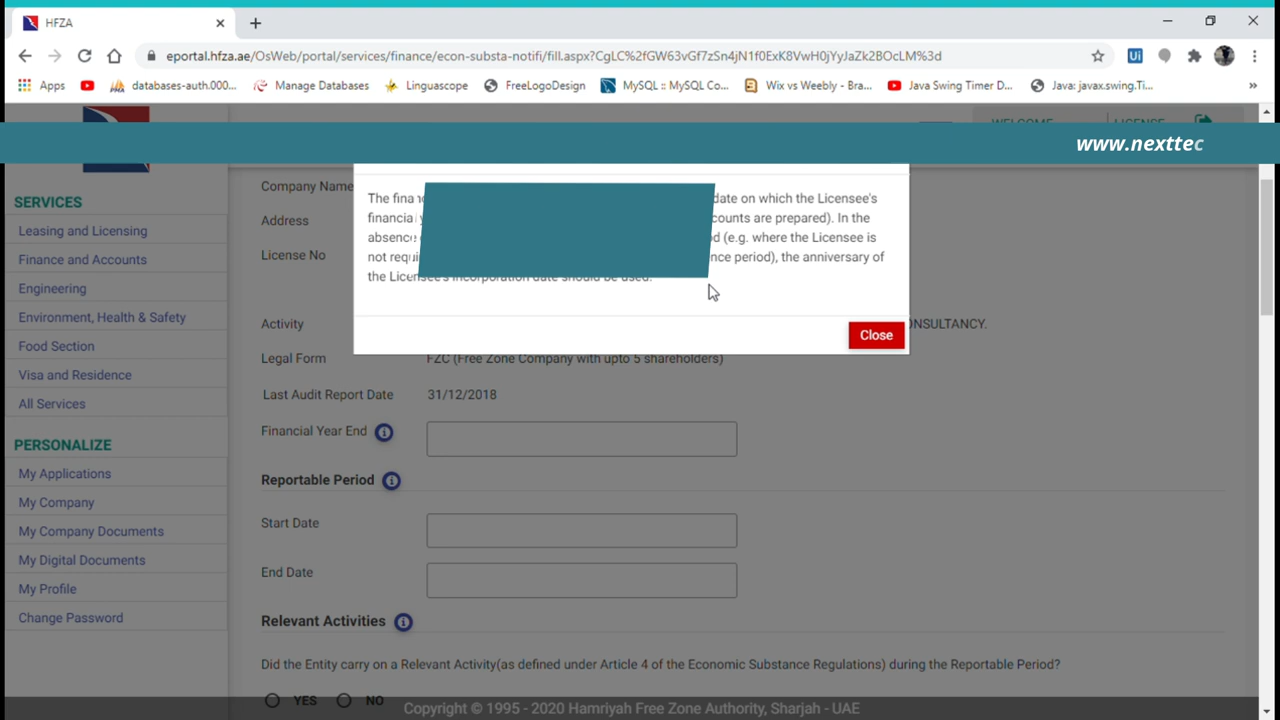 HFZA
eportal.hfza.ae/OsWeb/portal/services/finance/econ-substa-notifi/fill.aspx?CgLC%2fGW63vGf7zSn4jN1f0ExK8VwH0jYyJaZk2BOcLM%3d
Apps
databases-auth.000...
Manage Databases
Linguascope
FreeLogoDesign
MySQL :: MySQL Co...
Wix vs Weebly - Bra...
Java Swing Timer D...
Java: javax.swing.Ti...
WELCOME
LICENSE
www.nexttec
SERVICES
Leasing and Licensing
Finance and Accounts
Engineering
Environment, Health & Safety
Food Section
Visa and Residence
All Services
PERSONALIZE
My Applications
My Company
My Company Documents
My Digital Documents
My Profile
Change Password
Company Name
Address
License No
The date on which the Licensee's
are prepared). In the
(e.g. where the Licensee is
not period), the anniversary of
the Licensee's incorporation date should be used.
Close
Activity
Legal Form FZC (Free Zone Company with upto 5 shareholders)
Last Audit Report Date 31/12/2018
Financial Year End
Reportable Period
Start Date
End Date
Relevant Activities
Did the Entity carry on a Relevant Activity(as defined under Article 4 of the Economic Substance Regulations) during the Reportable Period?
YES NO
Copyright © 1995 - 2020 Hamriyah Free Zone Authority, Sharjah - UAE